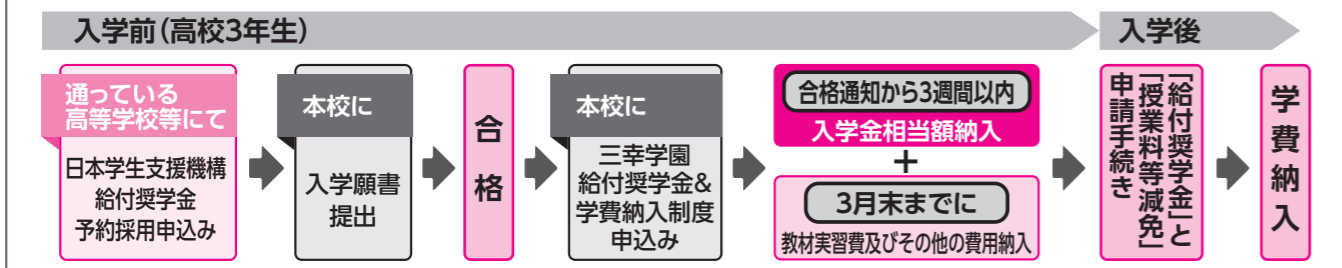 入学前(高校3年生)
入学後
通っている
高等学校等にて
日本学生支援機構
給付奨学金
予約採用申込み
本校に
入学願書
提出
合格
本校に
三幸学園
給付奨学金&
学費納入制度
申込み
合格通知から3週間以内
入学金相当額納入
+
3月末までに
教材実習費及びその他の費用納入
「給付奨学金」と
「授業料等減免」
申請手続き
学費納入